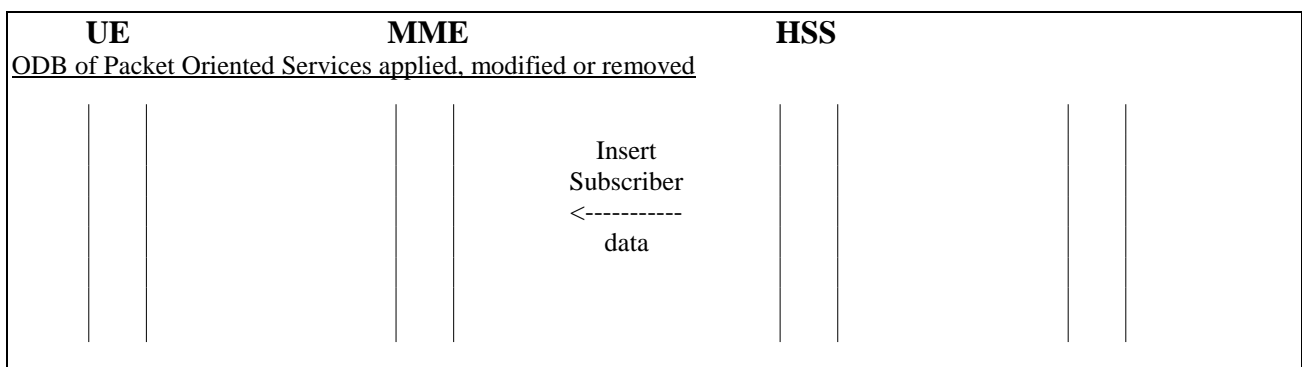 UE MME HSS
ODB of Packet Oriented Services applied, modified or removed
Insert
Subscriber
<-----------
data